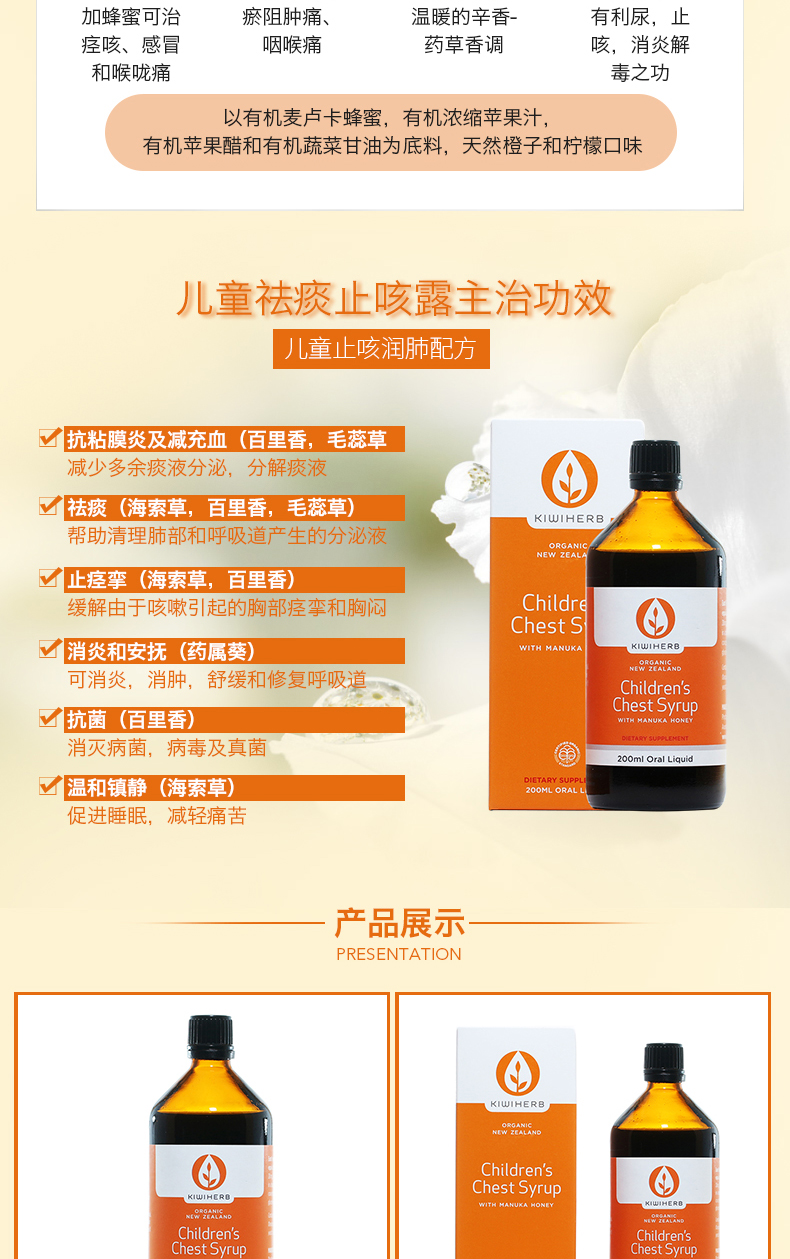 加蜂蜜可治
痉咳、感冒
和喉咙痛
瘀阻肿痛、
咽喉痛
温暖的辛香-
药草香调
有利尿，止
咳，消炎解
毒之功
以有机麦卢卡蜂蜜，有机浓缩苹果汁，
有机苹果醋和有机蔬菜甘油为底料，天然橙子和柠檬口味
儿童祛痰止咳露主治功效
儿童止咳润肺配方
抗粘膜炎及减充血（百里香，毛蕊草
减少多余痰液分泌，分解痰液
祛痰（海索草，百里香，毛蕊草）
帮助清理肺部和呼吸道产生的分泌液
止痉挛（海索草，百里香）
缓解由于咳嗽引起的胸部痉挛和胸闷
消炎和安抚（药属葵）
可消炎，消肿，舒缓和修复呼吸道
抗菌（百里香）
消灭病菌，病毒及真菌
温和镇静（海索草）
促进睡眠，减轻痛苦
KIWIHERB
ORGANIC
NEW ZEALA
Childre
Chest S
WITH MANUKA
DIETARY SUPPLE
200ML ORAL L
KIWIHERB
ORGANIC
NEW ZEALAND
Children's
Chest Syrup
WITH MANUKA HONEY
DIETARY SUPPLEMENT
200ml Oral Liquid
产品展示
PRESENTATION
KIWIHERB
ORGANIC
NEW ZEALAND
Children's
Chest Syrup
KIWIHERB
ORGANIC
NEW ZEALAND
Children's
Chest Syrup
WITH MANUKA HONEY
KIWIHERB
ORGANIC
NEW ZEALAND
Children's
Chest Syrup